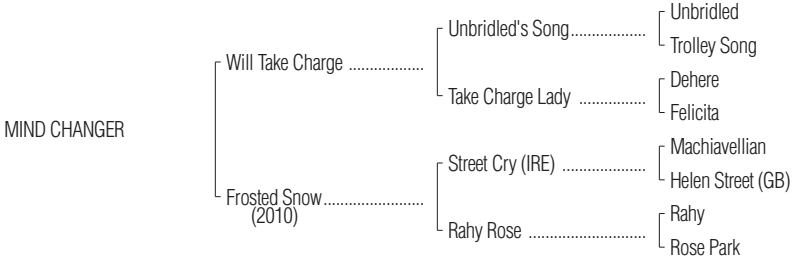 Unbridled
Unbridled's Song..................
Trolley Song
Will Take Charge ..................
Dehere
Take Charge Lady ................
Felicita
MIND CHANGER
Machiavellian
Street Cry (IRE) ....................
Helen Street (GB)
Frosted Snow........................
(2010)
Rahy
Rahy Rose ............................
Rose Park